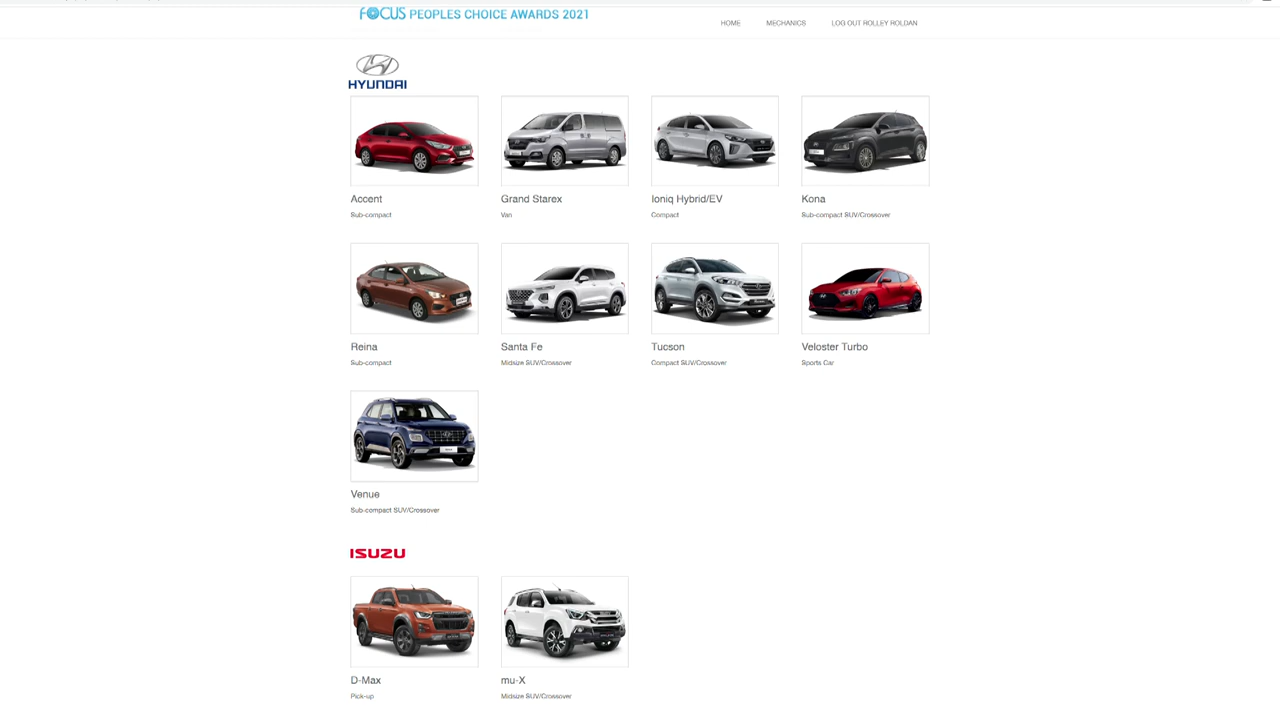 FOCUS PEOPLES CHOICE AWARDS 2021
HOME MECHANICS LOG OUT ROLLEY ROLDAN
HYUNDAI
Accent Grand Starex Ioniq Hybrid/EV Kona
Sub-compact Van Compact Sub-compact SUV/Crossover
Reina Santa Fe Tucson Veloster Turbo
Sub-compact Midsize SUV/Crossover Compact SUV/Crossover Sports Car
Venue
Sub-compact SUV/Crossover
ISUZU
D-Max mu-X
Pick-up Midsize SUV/Crossover